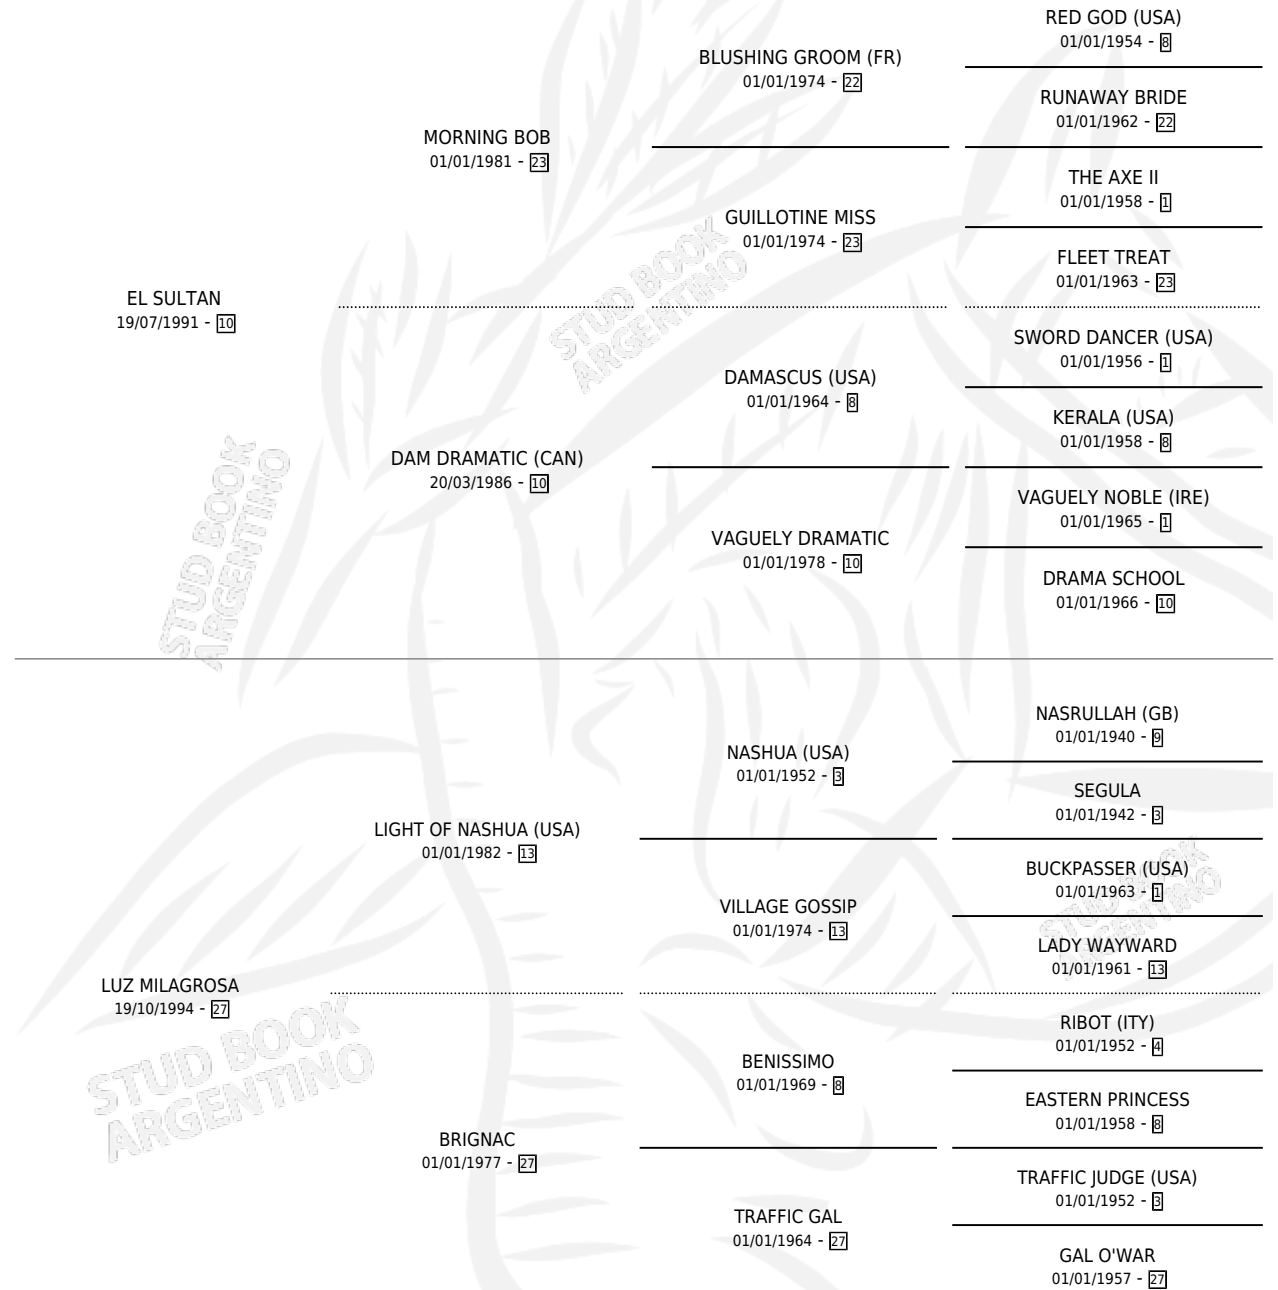 RED GOD (USA)
01/01/1954 - 8
BLUSHING GROOM (FR)
01/01/1974 - 22
RUNAWAY BRIDE
01/01/1962 - 22
MORNING BOB
01/01/1981 - 23
THE AXE II
01/01/1958 - 1
GUILLOTINE MISS
01/01/1974 - 23
FLEET TREAT
01/01/1963 - 23
EL SULTAN
19/07/1991 - 10
STUD BOOK
ARGENTINO
SWORD DANCER (USA)
01/01/1956 - 1
DAMASCUS (USA)
01/01/1964 - 8
KERALA (USA)
01/01/1958 - 8
DAM DRAMATIC (CAN)
20/03/1986 - 10
VAGUELY NOBLE (IRE)
01/01/1965 - 1
VAGUELY DRAMATIC
01/01/1978 - 10
DRAMA SCHOOL
01/01/1966 - 10
STUD BOOK
ARGENTINO
NASRULLAH (GB)
01/01/1940 - 9
NASHUA (USA)
01/01/1952 - 3
SEGULA
01/01/1942 - 3
LIGHT OF NASHUA (USA)
01/01/1982 - 13
BUCKPASSER (USA)
01/01/1963 - 1
STUD BOOK
ARGENTINO
VILLAGE GOSSIP
01/01/1974 - 13
LADY WAYWARD
01/01/1961 - 13
LUZ MILAGROSA
19/10/1994 - 27
STUD BOOK
ARGENTINO
RIBOT (ITY)
01/01/1952 - 4
BENISSIMO
01/01/1969 - 8
EASTERN PRINCESS
01/01/1958 - 8
BRIGNAC
01/01/1977 - 27
TRAFFIC JUDGE (USA)
01/01/1952 - 3
TRAFFIC GAL
01/01/1964 - 27
GAL O'WAR
01/01/1957 - 27